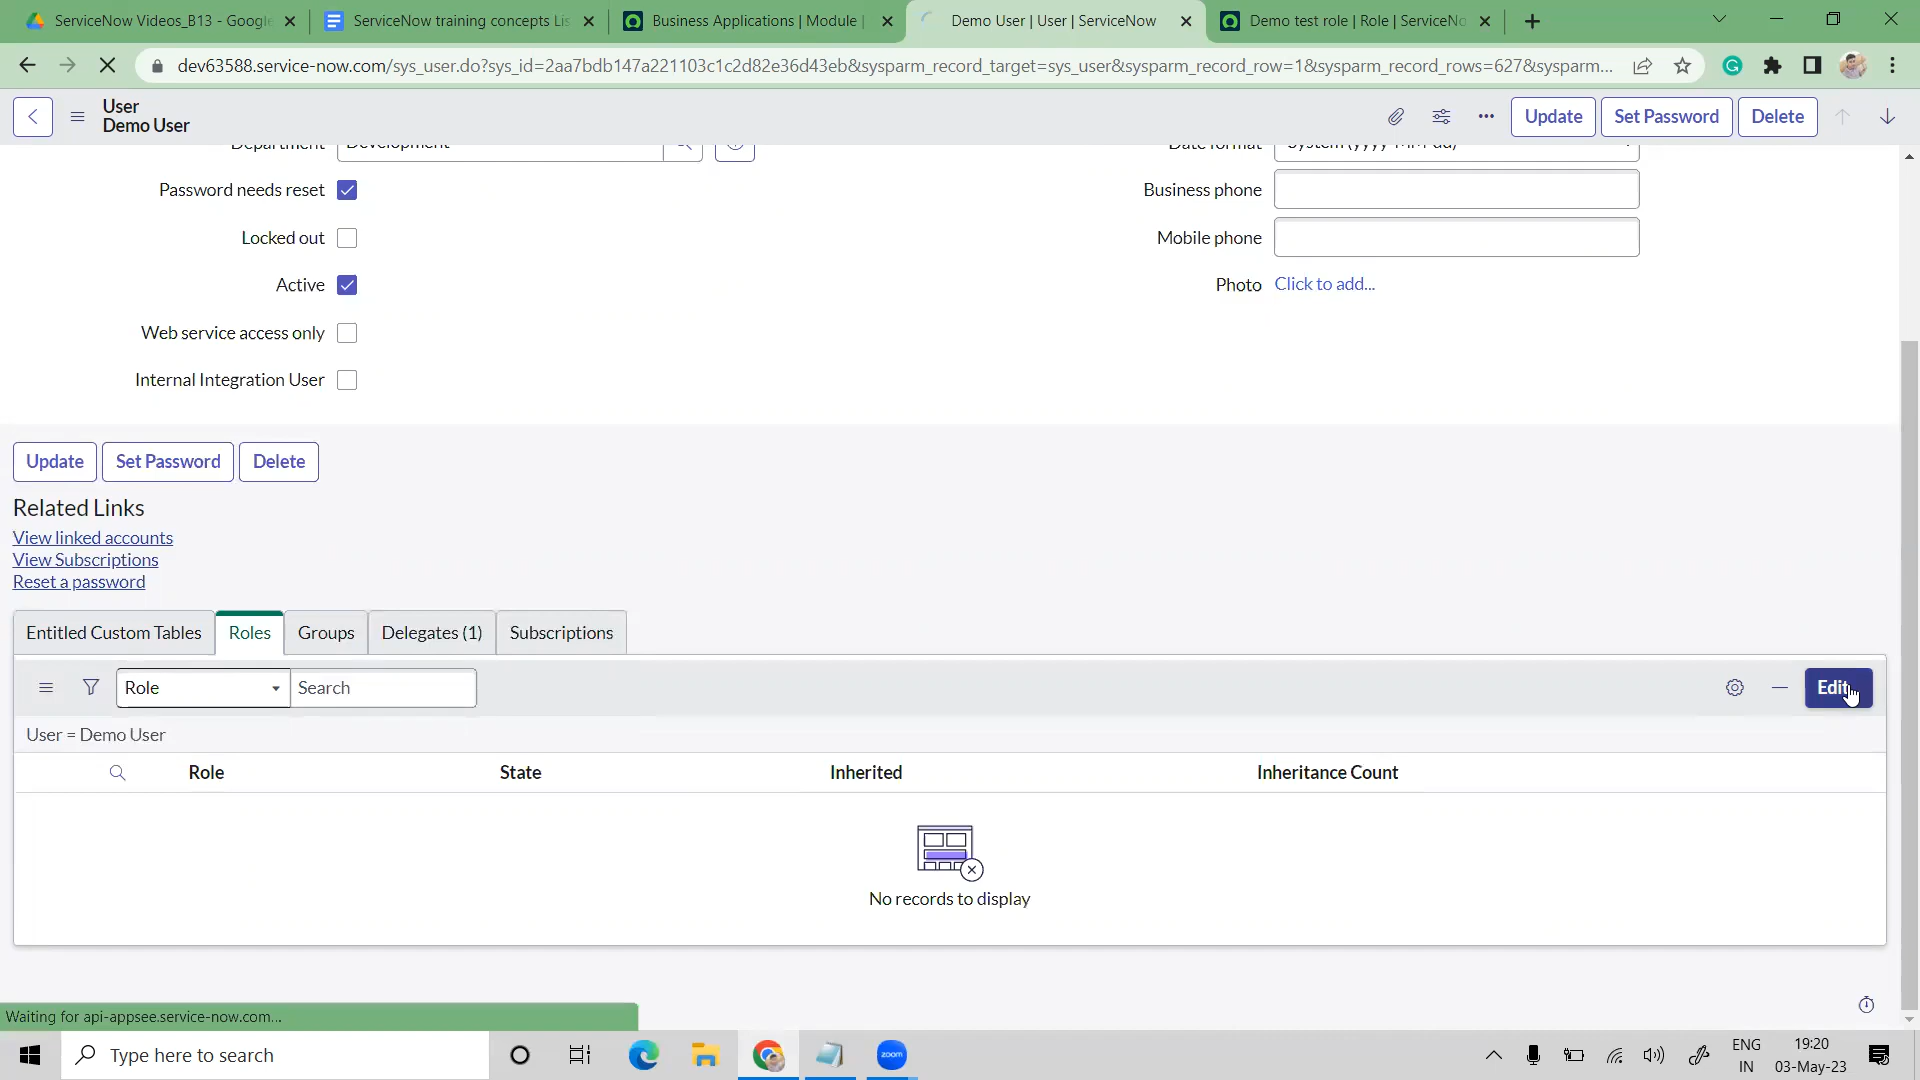 ServiceNow Videos_B13 - Google
ServiceNow training concepts Lis
Business Applications | Module |
Demo User | User | ServiceNow
Demo test role | Role | ServiceNo
dev63588.service-now.com/sys_user.do?sys_id=2aa7bdb147a221103c1c2d82e36d43eb&sysparm_record_target=sys_user&sysparm_record_row=1&sysparm_record_rows=627&sysparm...
User
Demo User
Update
Set Password
Delete
Department
Development
Date format
System (yyyy-MM-dd)
Password needs reset
Business phone
Locked out
Mobile phone
Active
Photo
Click to add...
Web service access only
Internal Integration User
Update
Set Password
Delete
Related Links
View linked accounts
View Subscriptions
Reset a password
Entitled Custom Tables
Roles
Groups
Delegates (1)
Subscriptions
Role
Search
Edit
User = Demo User
Role
State
Inherited
Inheritance Count
No records to display
Waiting for api-appsee.service-now.com...
Type here to search
zoom
ENG
IN
19:20
03-May-23